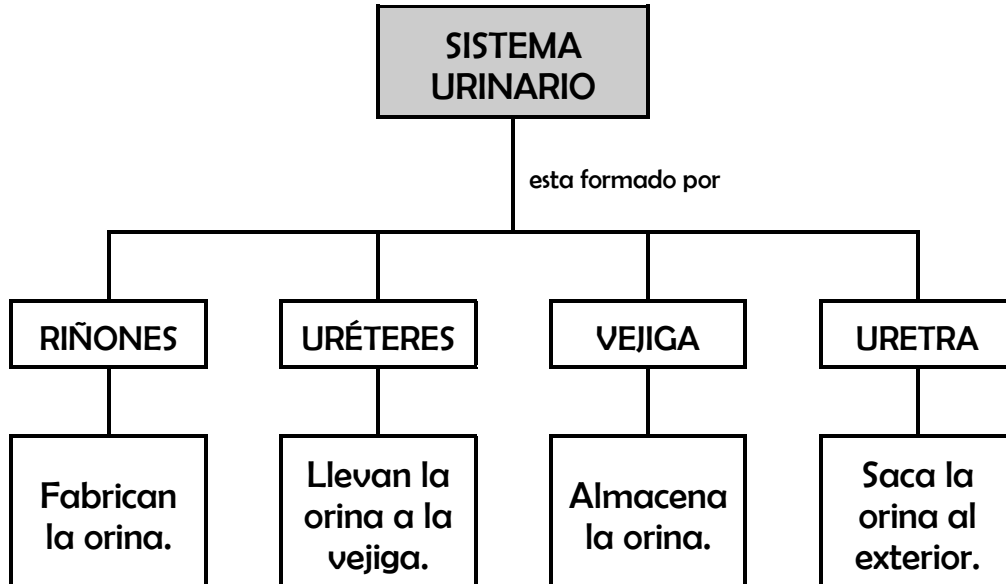 SISTEMA
URINARIO
esta formado por
RIÑONES
URÉTERES
VEJIGA
URETRA
Fabrican
la orina.
Llevan la
orina a la
vejiga.
Almacena
la orina.
Saca la
orina al
exterior.